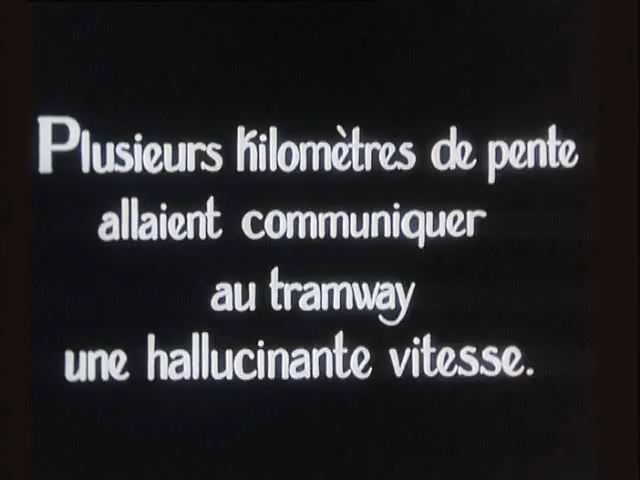 Plusieurs kilomètres de pente
allaient communiquer
au tramway
une hallucinante vitesse.